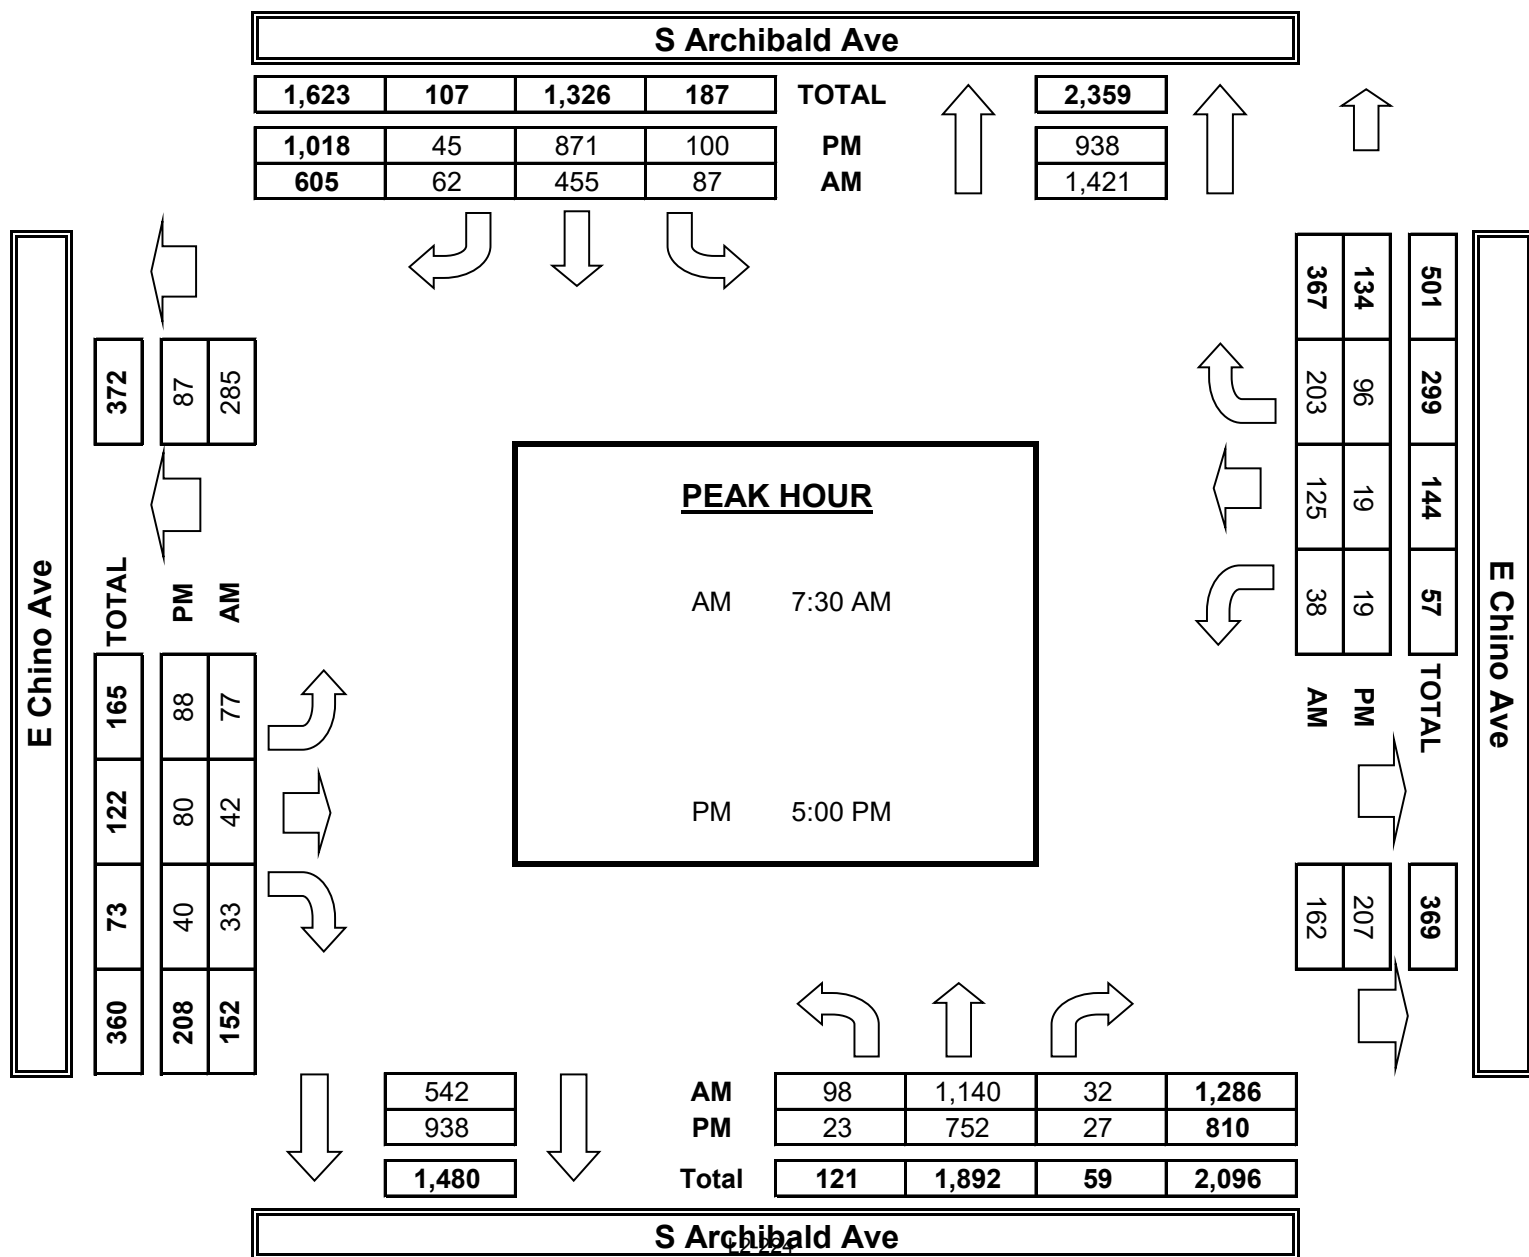 S Archibald Ave
1,623 107 1,326 187 TOTAL 2,359
1,018 45 871 100 PM 938
605 62 455 87 AM 1,421
E Chino Ave
372 87 285
TOTAL PM AM
165 88 77
122 80 42
73 40 33
360 208 152
PEAK HOUR
AM 7:30 AM
PM 5:00 PM
367 134 501
203 96 299
125 19 144
38 19 57
AM PM TOTAL
162 207 369
E Chino Ave
542 AM 98 1,140 32 1,286
938 PM 23 752 27 810
1,480 Total 121 1,892 59 2,096
S Archibald Ave
L2-224